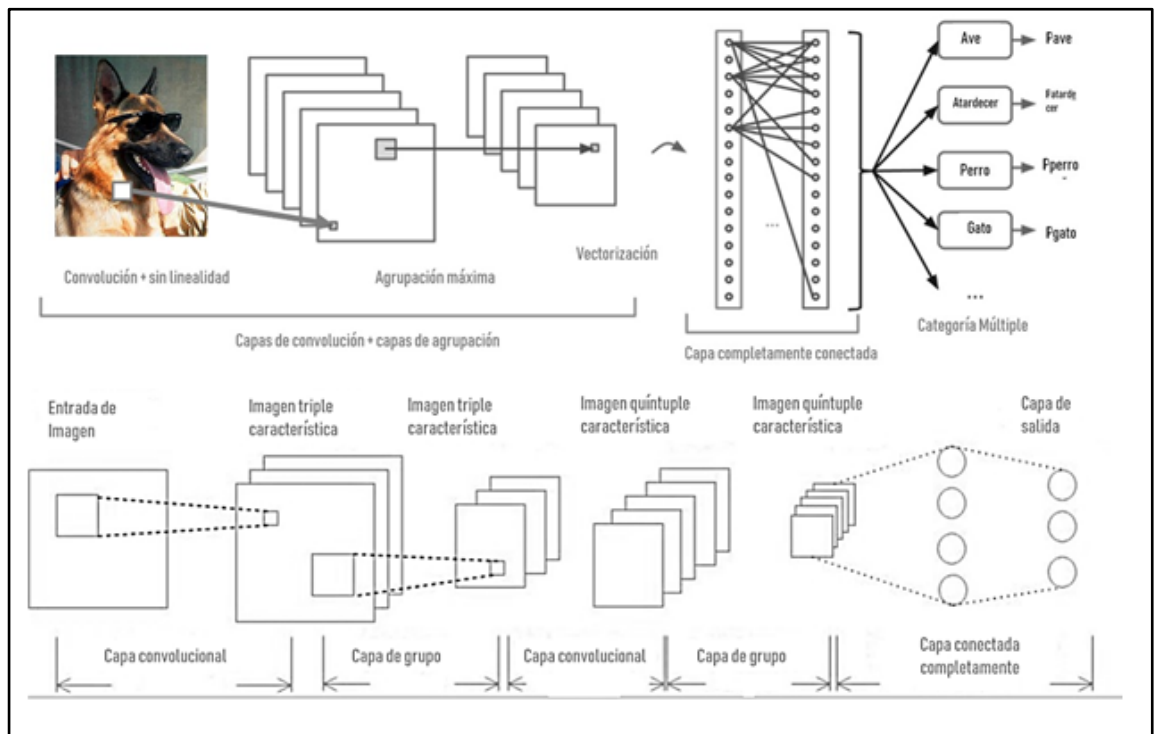 Ave
Pave
Atardecer
Patarde
cer
Perro
Pperro
Gato
Pgato
...
...
Categoría Múltiple
Convolución + sin linealidad
Agrupación máxima
Vectorización
Capas de convolución + capas de agrupación
Capa completamente conectada
Entrada de
Imagen
Imagen triple
característica
Imagen triple
característica
Imagen quíntuple
característica
Imagen quíntuple
característica
Capa de
salida
Capa convolucional
Capa de grupo
Capa convolucional
Capa de grupo
Capa conectada
completamente